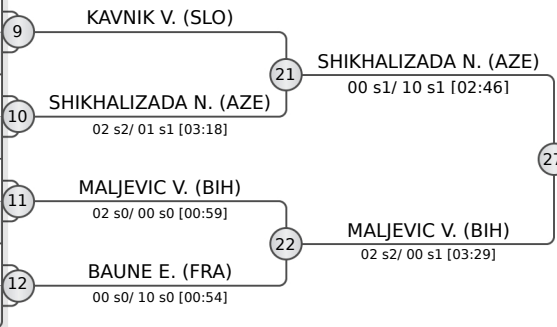 KAVNIK V. (SLO)
9
21
SHIKHALIZADA N. (AZE)
00 s1/ 10 s1 [02:46]
SHIKHALIZADA N. (AZE)
10
02 s2/ 01 s1 [03:18]
27
MALJEVIC V. (BIH)
11
02 s0/ 00 s0 [00:59]
22
MALJEVIC V. (BIH)
02 s2/ 00 s1 [03:29]
BAUNE E. (FRA)
12
00 s0/ 10 s0 [00:54]